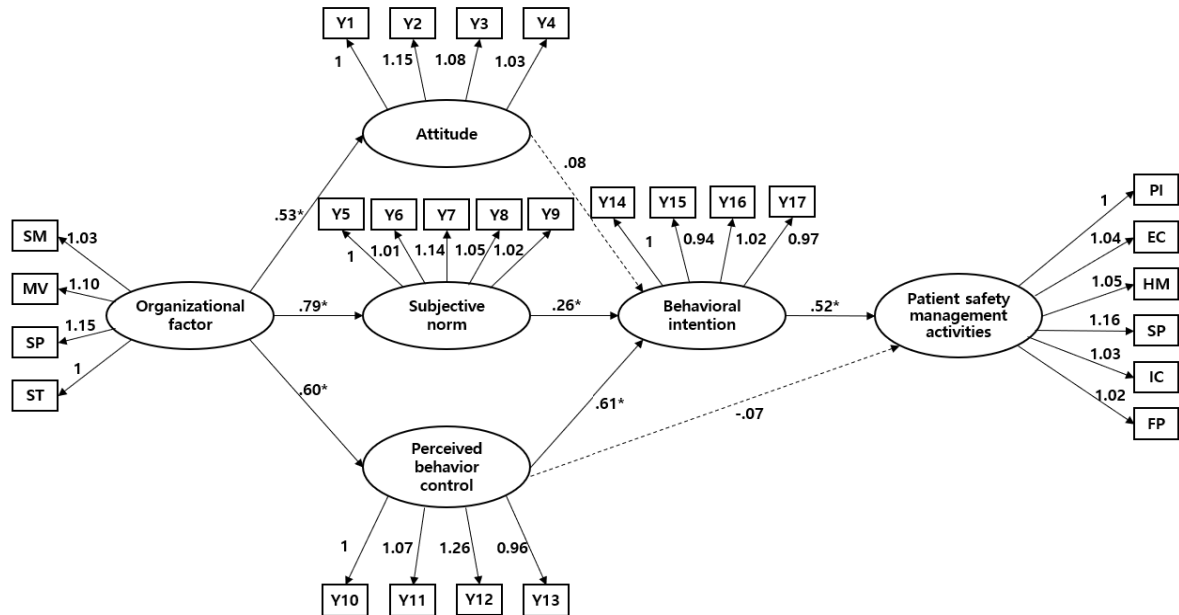 Y1 Y2 Y3 Y4
1 1.15 1.08 1.03
Attitude
.53*
.08
Y5 Y6 Y7 Y8 Y9
1 1.01 1.14 1.05 1.02
Y14 Y15 Y16 Y17
1 0.94 1.02 0.97
SM 1.03
MV 1.10
SP 1.15
ST 1
Organizational
factor
.79*
Subjective
norm
.26*
Behavioral
intention
.52*
Patient safety
management
activities
1 PI
1.04 EC
1.05 HM
1.16 SP
1.03 IC
1.02 FP
.60*
.61*
-.07
Perceived
behavior
control
1 1.07 1.26 0.96
Y10 Y11 Y12 Y13